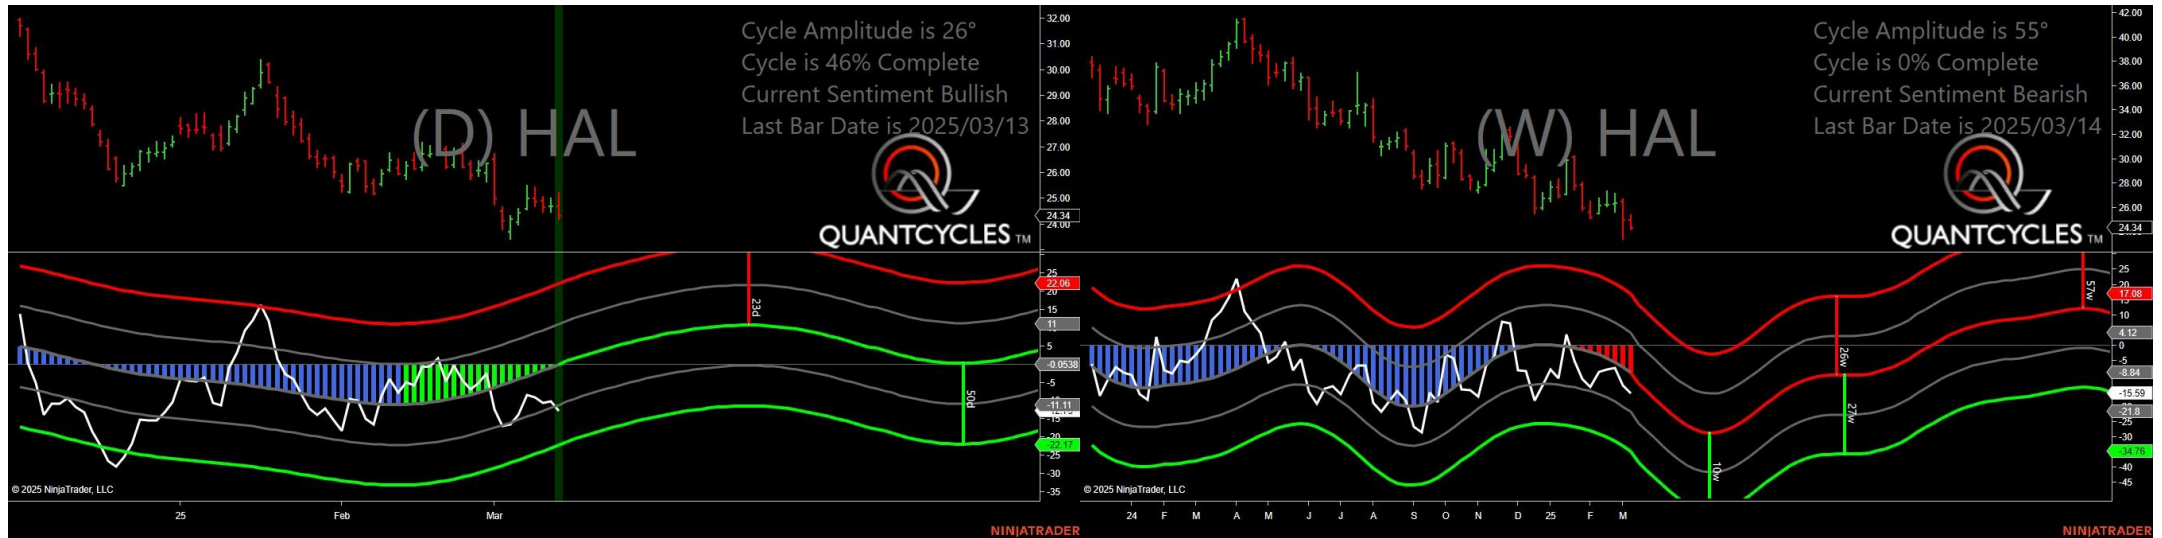 Cycle Amplitude is 26°
Cycle is 46% Complete
Current Sentiment Bullish
Last Bar Date is 2025/03/13
(D) HAL
QUANTCYCLES TM
32.00
31.00
30.00
29.00
28.00
27.00
26.00
25.00
24.34
24.00
25
22.06
20
15
11
5
-0.0538
-5
-11.11
-15
-20
-22.17
-25
-30
-35
23d
50d
© 2025 NinjaTrader, LLC
25 Feb Mar
NINJATRADER
Cycle Amplitude is 55°
Cycle is 0% Complete
Current Sentiment Bearish
Last Bar Date is 2025/03/14
(W) HAL
QUANTCYCLES TM
42.00
40.00
38.00
36.00
34.00
32.00
30.00
28.00
26.00
24.34
25
20
17.08
15
10
4.12
0
-5
-8.84
-15.59
-21.8
-25
-30
-34.76
-40
-45
57w
26w
27w
10w
© 2025 NinjaTrader, LLC
24 F M A M J J A S O N D 25 F M
NINJATRADER